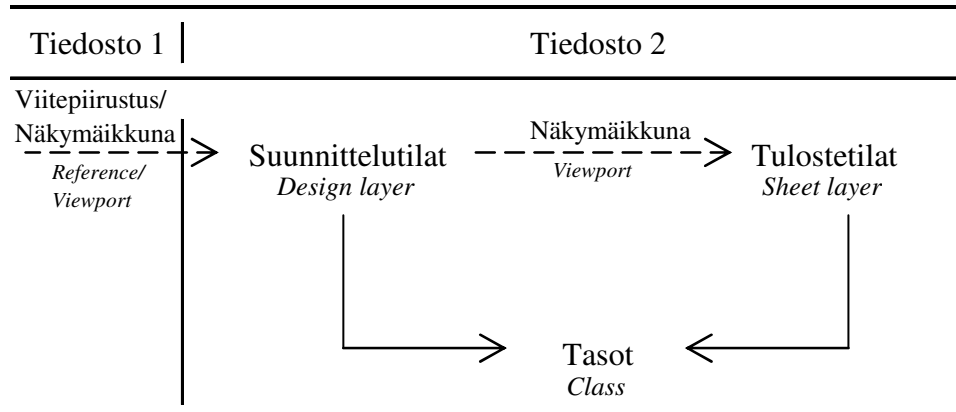 Tiedosto 1
Tiedosto 2
Viitepiirustus/
Näkymäikkuna
Reference/
Viewport
Suunnittelutilat
Design layer
Näkymäikkuna
Viewport
Tulostetilat
Sheet layer
Tasot
Class